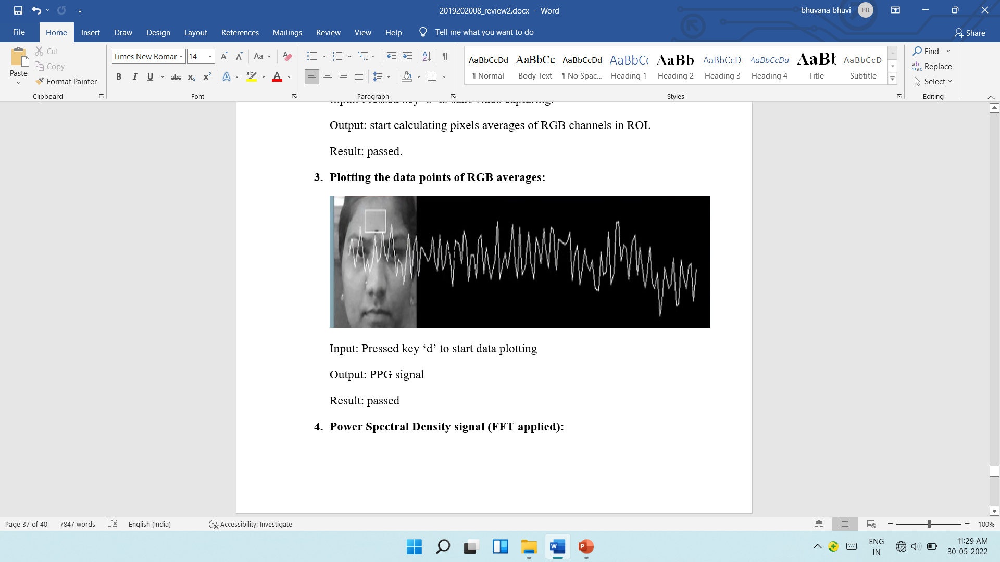 2019202008_review2.docx - Word
bhuvana bhuvi BB
File Home Insert Draw Design Layout References Mailings Review View Help Tell me what you want to do Share
Paste
Cut
Copy
Format Painter
Clipboard
Times New Roman 14
Font
Paragraph
AaBbCcDd AaBbCc AaBbCcDd AaBbCc AaBb AaBbCcD AaBbCcDd AaBb AaBbCcD
¶ Normal Body Text ¶ No Spac... Heading 1 Heading 2 Heading 3 Heading 4 Title Subtitle
Styles
Find
Replace
Select
Editing
Input: Pressed key ‘s’ to start video capturing.
Output: start calculating pixels averages of RGB channels in ROI.
Result: passed.
3. Plotting the data points of RGB averages:
Input: Pressed key ‘d’ to start data plotting
Output: PPG signal
Result: passed
4. Power Spectral Density signal (FFT applied):
Page 37 of 40 7847 words English (India) Accessibility: Investigate 100%
ENG
IN
11:29 AM
30-05-2022